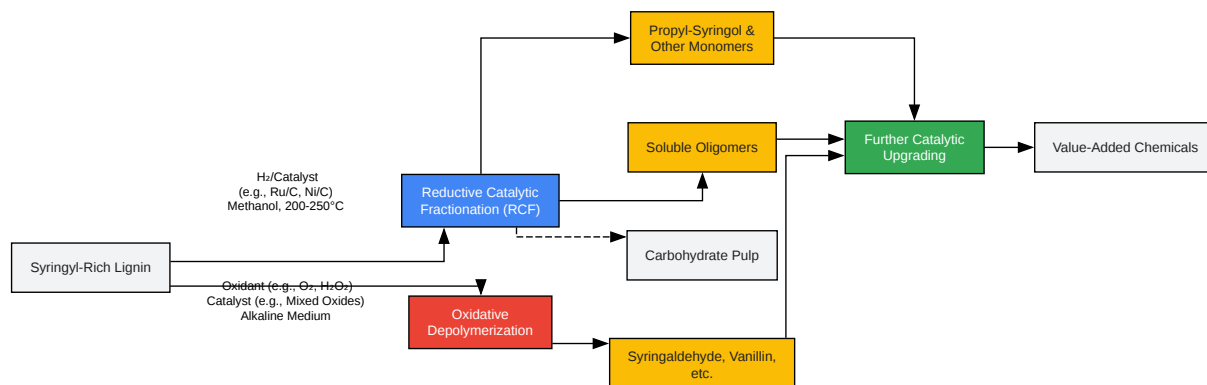 Propyl-Syringol &
Other Monomers
Soluble Oligomers
Further Catalytic
Upgrading
Value-Added Chemicals
H₂/Catalyst
(e.g., Ru/C, Ni/C)
Methanol, 200-250°C
Reductive Catalytic
Fractionation (RCF)
Syringyl-Rich Lignin
Carbohydrate Pulp
Oxidant (e.g., O₂, H₂O₂)
Catalyst (e.g., Mixed Oxides)
Alkaline Medium
Oxidative
Depolymerization
Syringaldehyde, Vanillin,
etc.